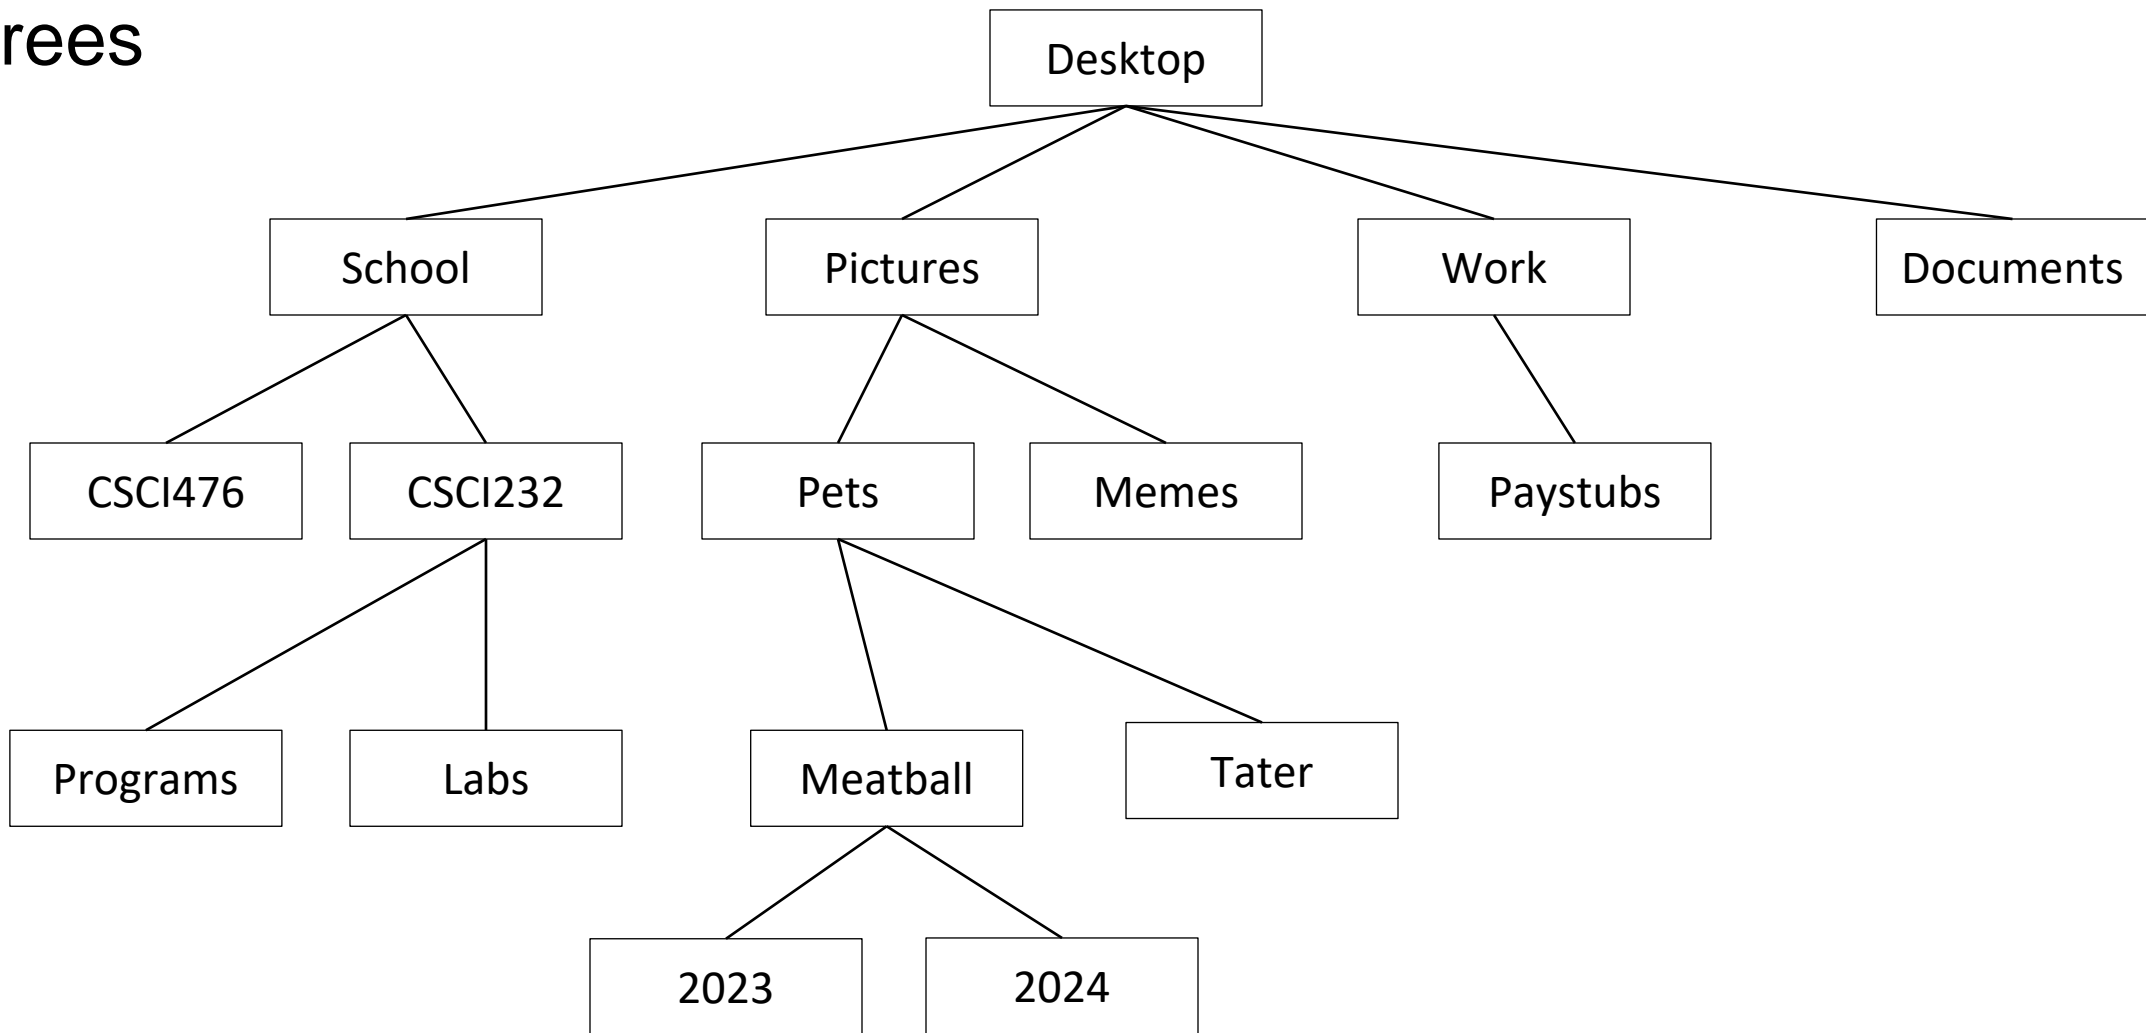 rees
Desktop
School
Pictures
Work
Documents
CSCI476
CSCI232
Pets
Memes
Paystubs
Programs
Labs
Meatball
Tater
2023
2024